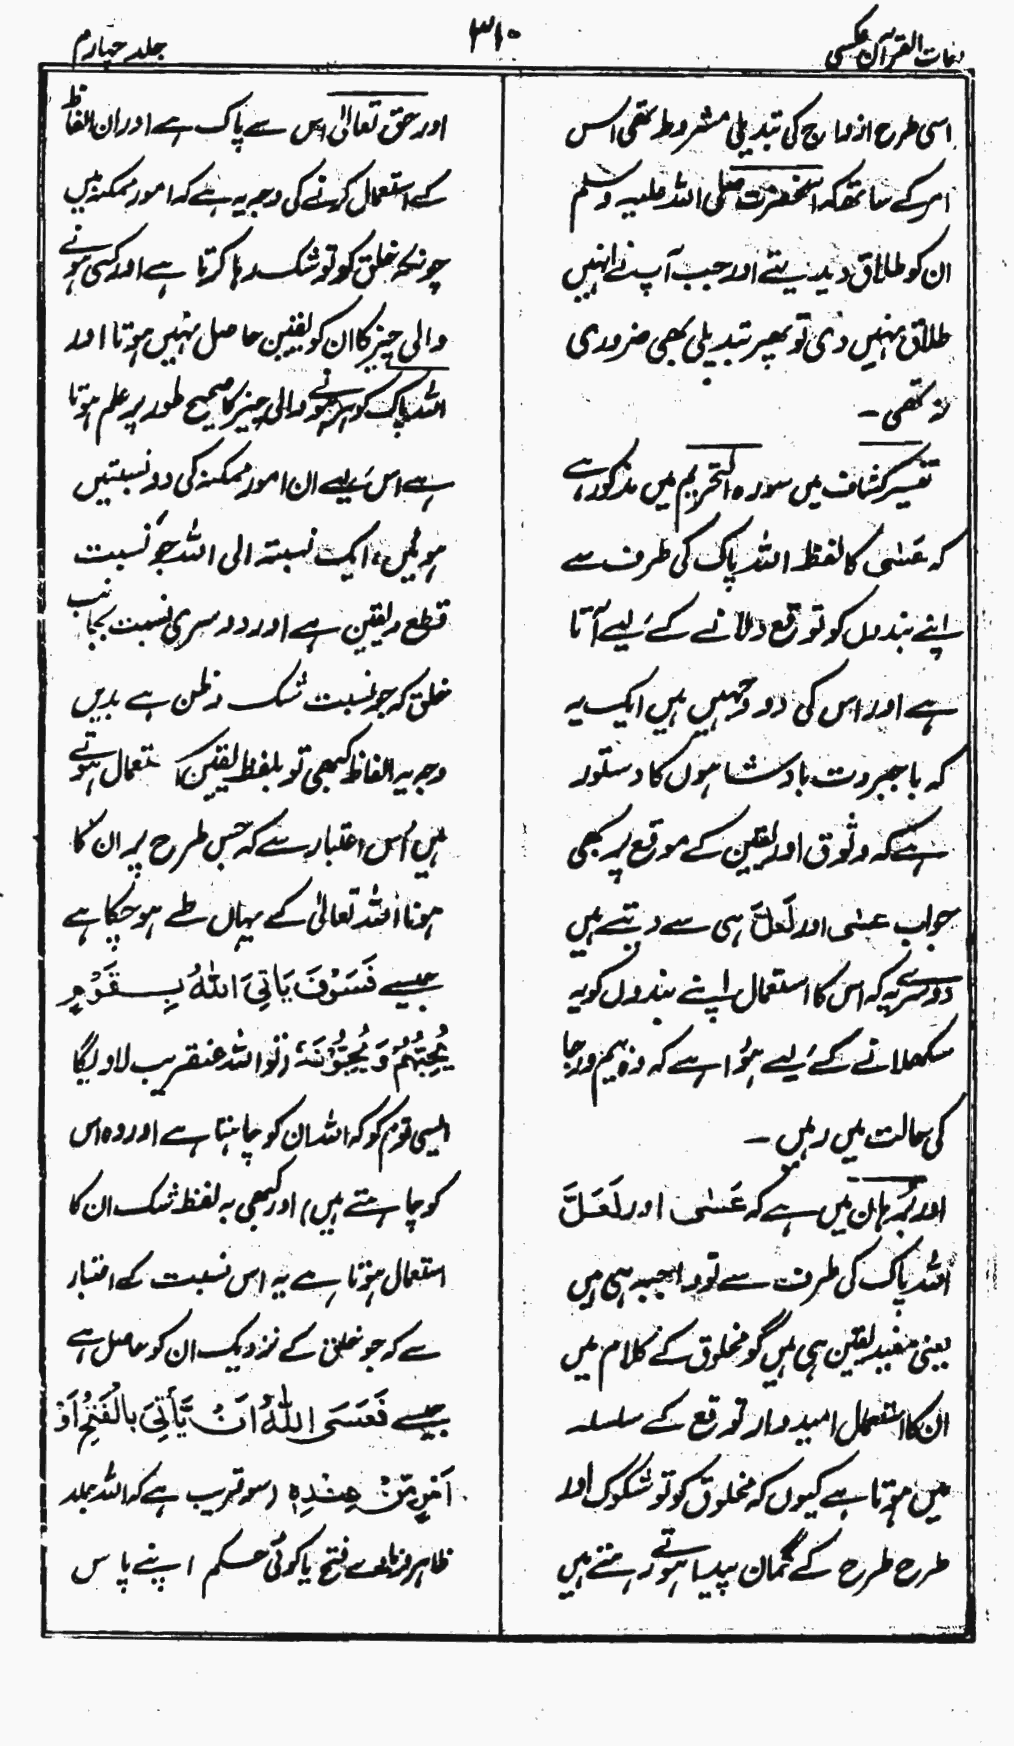 لغات القرآن عکسی
۳۱۰
جلد چہارم
اسی طرح ازواج کی تبدیلی مشروط تھی اس
امر کے ساتھ کہ آنحضرت صلی اللہ علیہ وسلم
ان کو طلاق دیدیتے اور جب آپ نے انہیں
طلاق نہیں دی تو پھر تبدیلی بھی ضروری
نہ تھی ۔
تفسیر کشاف میں سورہ التحریم میں مذکور ہے
کہ عَسٰی کا لفظ اللہ پاک کی طرف سے
اپنے بندوں کو توقع دلانے کے لیے آتا
ہے اور اس کی دو وجہیں ہیں ایک یہ
کہ باجبروت بادشاہوں کا دستور
ہے کہ وثوق اور یقین کے موقع پر بھی
جواب عسٰی اور لَعَلَّ ہی سے دیتے ہیں
دوسرے یہ کہ اس کا استعمال اپنے بندوں کو یہ
سکھلانے کے لیے ہُوا ہے کہ وہ بیم ورجا
کی حالت میں رہیں ۔
اور بُرہان میں ہے کہ عَسٰی اور لَعَلَّ
اللہ پاک کی طرف سے تو واجب ہی ہیں
یعنی مفید یقین ہی ہیں گو مخلوق کے کلام میں
ان کا استعمال امید وار توقع کے سلسلہ
میں ہوتا ہے کیوں کہ مخلوق کو تو شکوک اور
طرح طرح کے گمان پیدا ہوتے رہتے ہیں
اور حق تعالیٰ اس سے پاک ہے اور ان الفاظ
کے استعمال کرنے کی وجہ یہ ہے کہ امور ممکنہ میں
چونکہ خلق کو تو شک رہا کرتا ہے اور کسی ہونے
والی چیز کا ان کو یقین حاصل نہیں ہوتا اور
اللہ پاک کو ہر ہونے والی چیز کا صحیح طور پر علم ہوتا
ہے اس لیے ان امور ممکنہ کی دو نسبتیں
ہوئیں، ایک نسبتہ الی اللہ جو نسبت
قطع ویقین ہے اور دوسری نسبت بجانب
خلق کہ جو نسبت شک وظن ہے بدیں
وجہ یہ الفاظ کبھی تو بلفظ یقین استعمال ہوتے
ہیں اُس اعتبار سے کہ جس طرح پر ان کا
ہونا اللہ تعالیٰ کے یہاں طے ہو چکا ہے
جیسے فَسَوْفَ یَاتِیَ اللّٰہُ بِقَوْمٍ
یُحِبُّہُمْ وَیُحِبُّوْنَہٗ (تو اللہ عنقریب لاویگا
ایسی قوم کو کہ اللہ ان کو چاہتا ہے اور وہ اس
کو چاہتے ہیں) اور کبھی بہ لفظ شک ان کا
استعمال ہوتا ہے یہ اس نسبت کے اعتبار
سے کہ جو خلق کے نزدیک ان کو حاصل ہے
جیسے فَعَسَی اللّٰہُ اَنْ یَّأْتِیَ بِالْفَتْحِ اَوْ
اَمْرٍ مِّنْ عِنْدِہٖ (سو قریب ہے کہ اللہ جلد
ظاہر فرماوے فتح یا کوئی حکم اپنے پاس